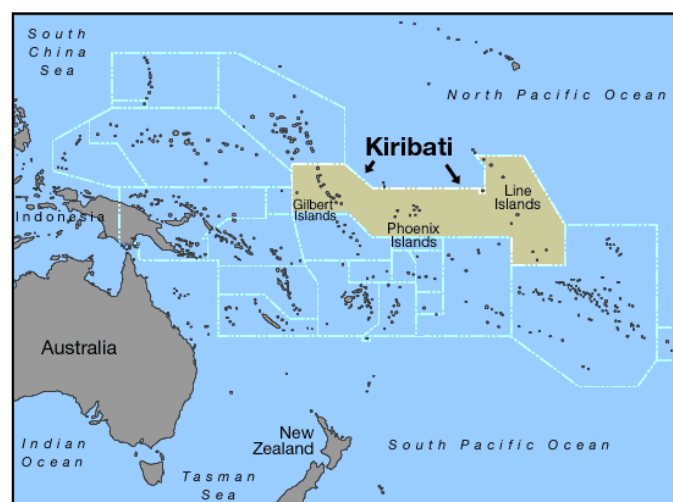 South
China
Sea
North Pacific Ocean
Kiribati
Line
Islands
Gilbert
Islands
Indonesia
Phoenix
Islands
Australia
New
Zealand
South Pacific Ocean
Indian
Ocean
Tasman
Sea